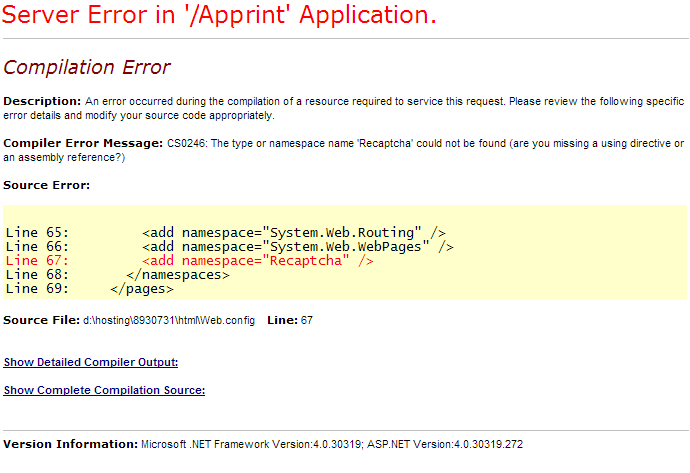 Server Error in '/Apprint' Application.
Compilation Error
Description: An error occurred during the compilation of a resource required to service this request. Please review the following specific
error details and modify your source code appropriately.
Compiler Error Message: CS0246: The type or namespace name 'Recaptcha' could not be found (are you missing a using directive or
an assembly reference?)
Source Error:
Line 65:         <add namespace="System.Web.Routing" />
Line 66:         <add namespace="System.Web.WebPages" />
Line 67:         <add namespace="Recaptcha" />
Line 68:       </namespaces>
Line 69:     </pages>
Source File: d:\hosting\8930731\html\Web.config    Line: 67
Show Detailed Compiler Output:
Show Complete Compilation Source:
Version Information: Microsoft .NET Framework Version:4.0.30319; ASP.NET Version:4.0.30319.272